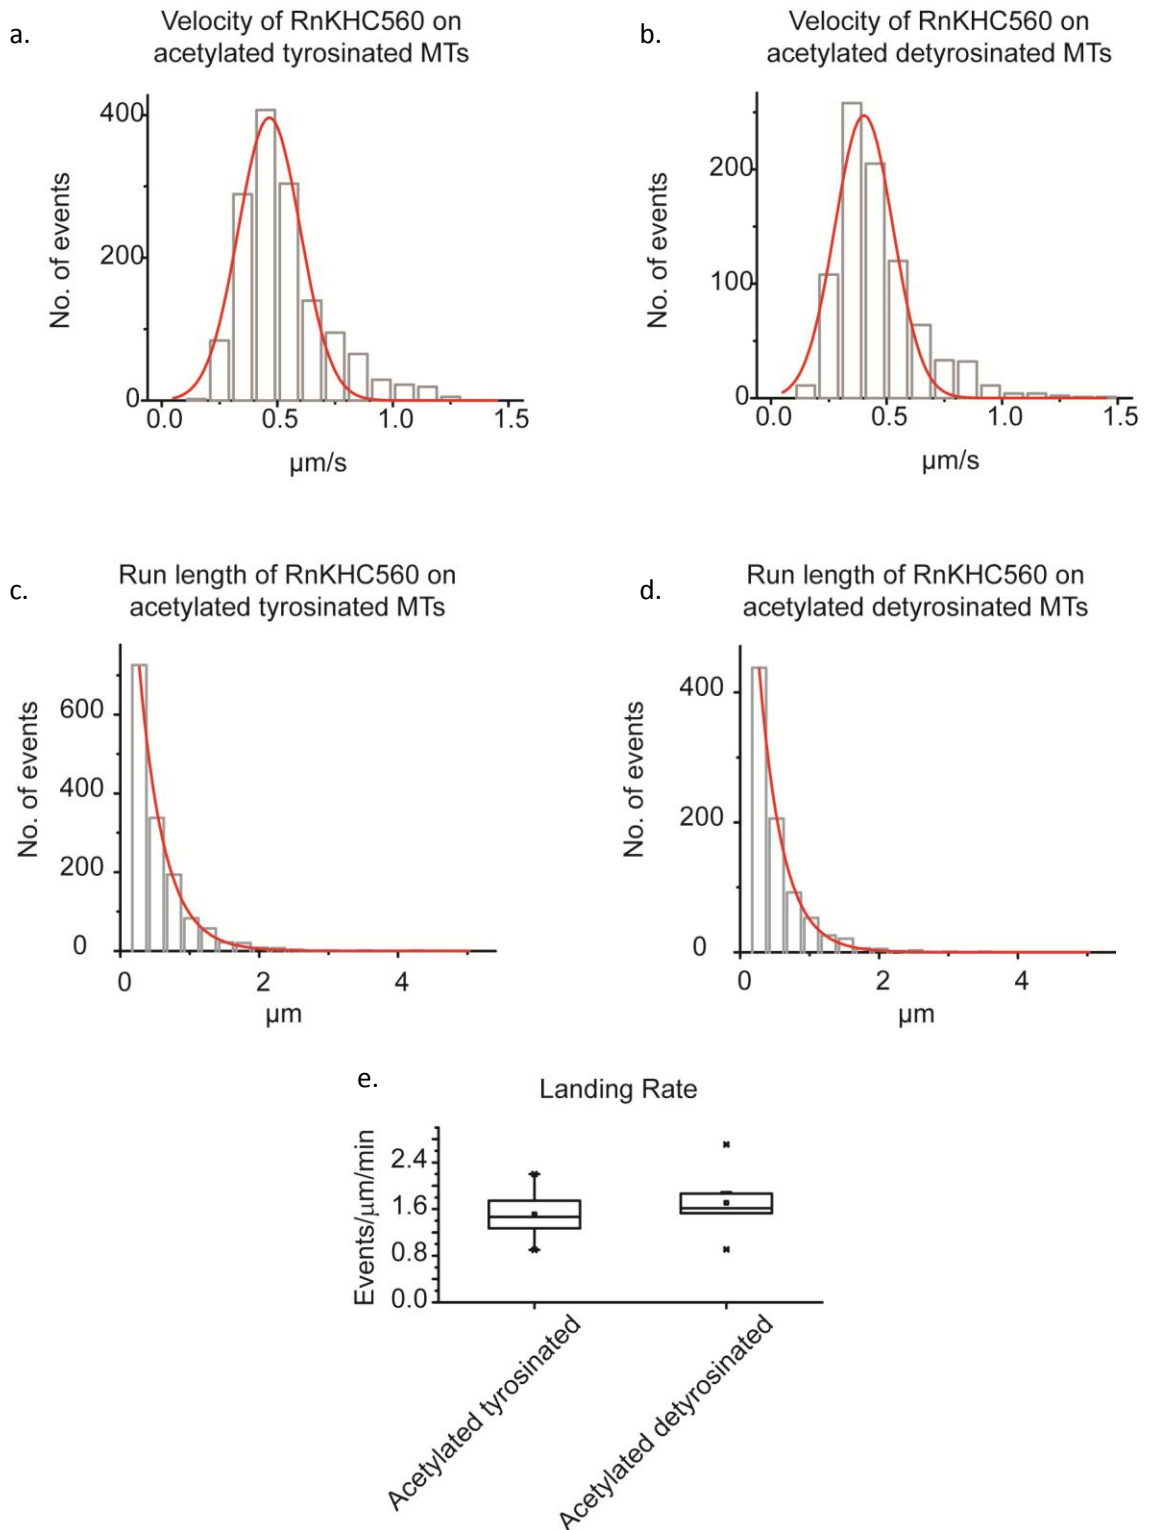 a.
Velocity of RnKHC560 on
acetylated tyrosinated MTs
No. of events
400
200
0
0.0 0.5 1.0 1.5
µm/s
b.
Velocity of RnKHC560 on
acetylated detyrosinated MTs
No. of events
200
100
0
0.0 0.5 1.0 1.5
µm/s
c.
Run length of RnKHC560 on
acetylated tyrosinated MTs
No. of events
600
400
200
0
0 2 4
µm
d.
Run length of RnKHC560 on
acetylated detyrosinated MTs
No. of events
400
200
0
0 2 4
µm
e.
Landing Rate
Events/µm/min
2.4
1.6
0.8
0.0
Acetylated tyrosinated
Acetylated detyrosinated